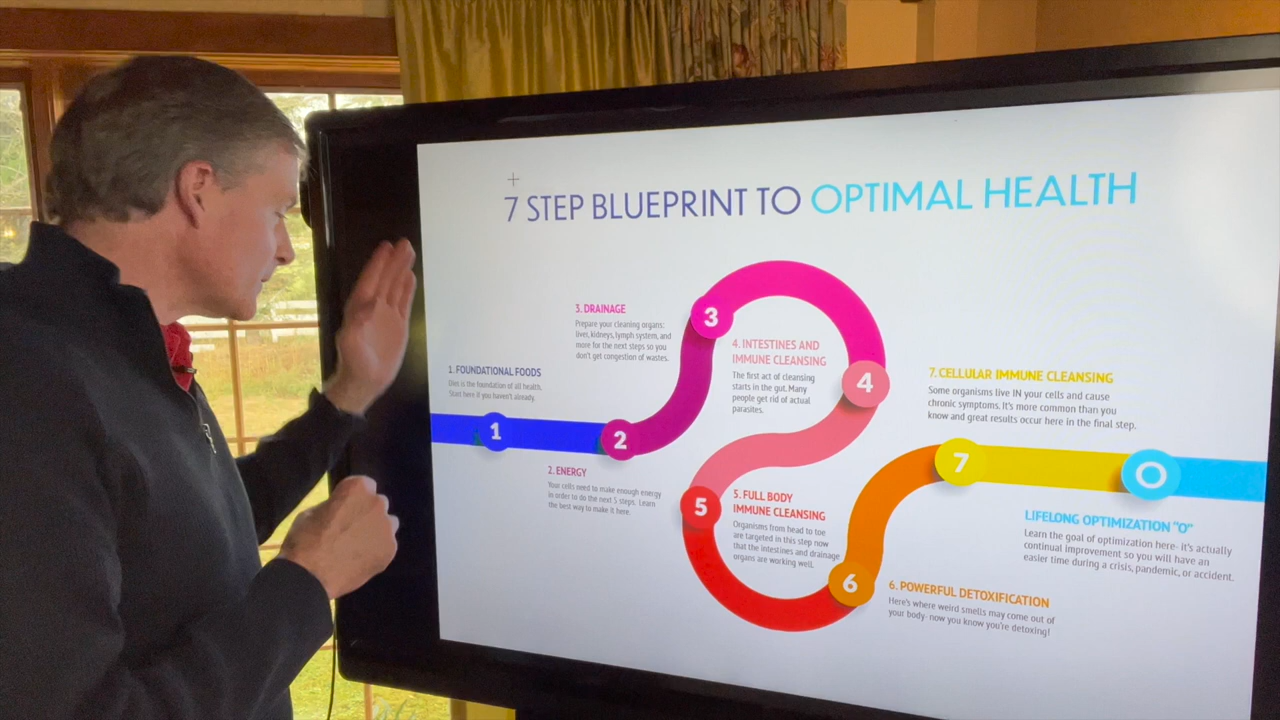 7 STEP BLUEPRINT TO OPTIMAL HEALTH
1. FOUNDATIONAL FOODS
Diet is the foundation of all health.
Start here if you haven't already.
1
2. ENERGY
Your cells need to make enough energy
in order to do the next 5 steps. Learn
the best way to make it here.
2
3. DRAINAGE
Prepare your cleaning organs:
liver, kidneys, lymph system, and
more for the next steps so you
don't get congestion of wastes.
3
4. INTESTINES AND
IMMUNE CLEANSING
The first act of cleansing
starts in the gut. Many
people get rid of actual
parasites.
4
5. FULL BODY
IMMUNE CLEANSING
Organisms from head to toe
are targeted in this step now
that the intestines and drainage
organs are working well.
5
6. POWERFUL DETOXIFICATION
Here's where weird smells may come out of
your body- now you know you're detoxing!
6
7. CELLULAR IMMUNE CLEANSING
Some organisms live IN your cells and cause
chronic symptoms. It's more common than you
know and great results occur here in the final step.
7
O
LIFELONG OPTIMIZATION "O"
Learn the goal of optimization here- it's actually
continual improvement so you will have an
easier time during a crisis, pandemic, or accident.